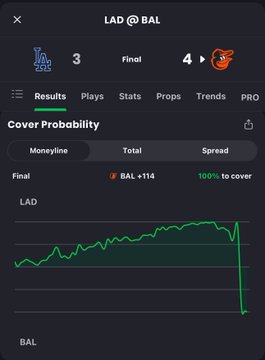 LAD @ BAL
LA 3 Final 4
Results Plays Stats Props Trends PRO
Cover Probability
Moneyline Total Spread
Final BAL +114 100% to cover
LAD
BAL